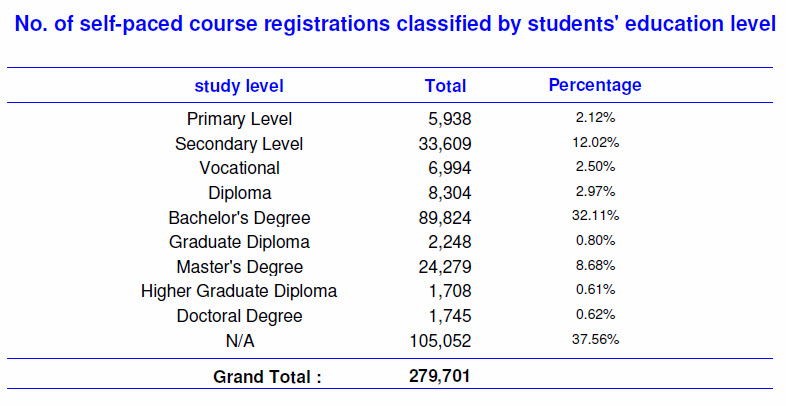 No. of self-paced course registrations classified by students' education level
study level Total Percentage
Primary Level 5,938 2.12%
Secondary Level 33,609 12.02%
Vocational 6,994 2.50%
Diploma 8,304 2.97%
Bachelor's Degree 89,824 32.11%
Graduate Diploma 2,248 0.80%
Master's Degree 24,279 8.68%
Higher Graduate Diploma 1,708 0.61%
Doctoral Degree 1,745 0.62%
N/A 105,052 37.56%
Grand Total : 279,701